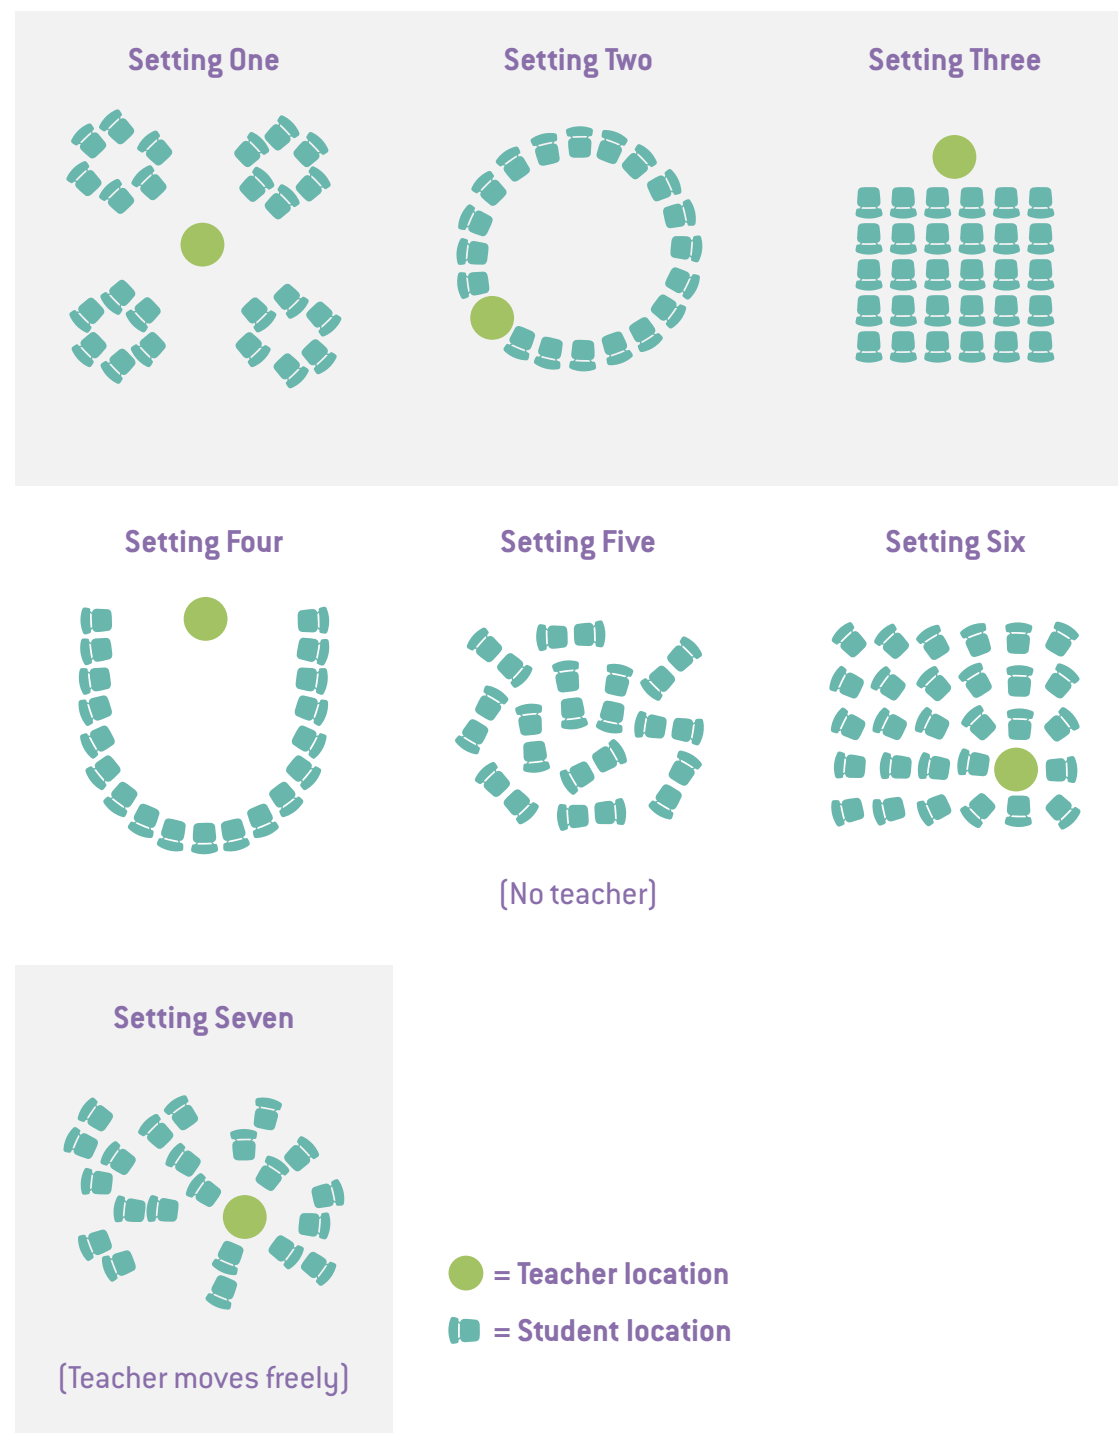 Setting One
Setting Two
Setting Three
Setting Four
Setting Five
Setting Six
(No teacher)
Setting Seven
= Teacher location
= Student location
(Teacher moves freely)